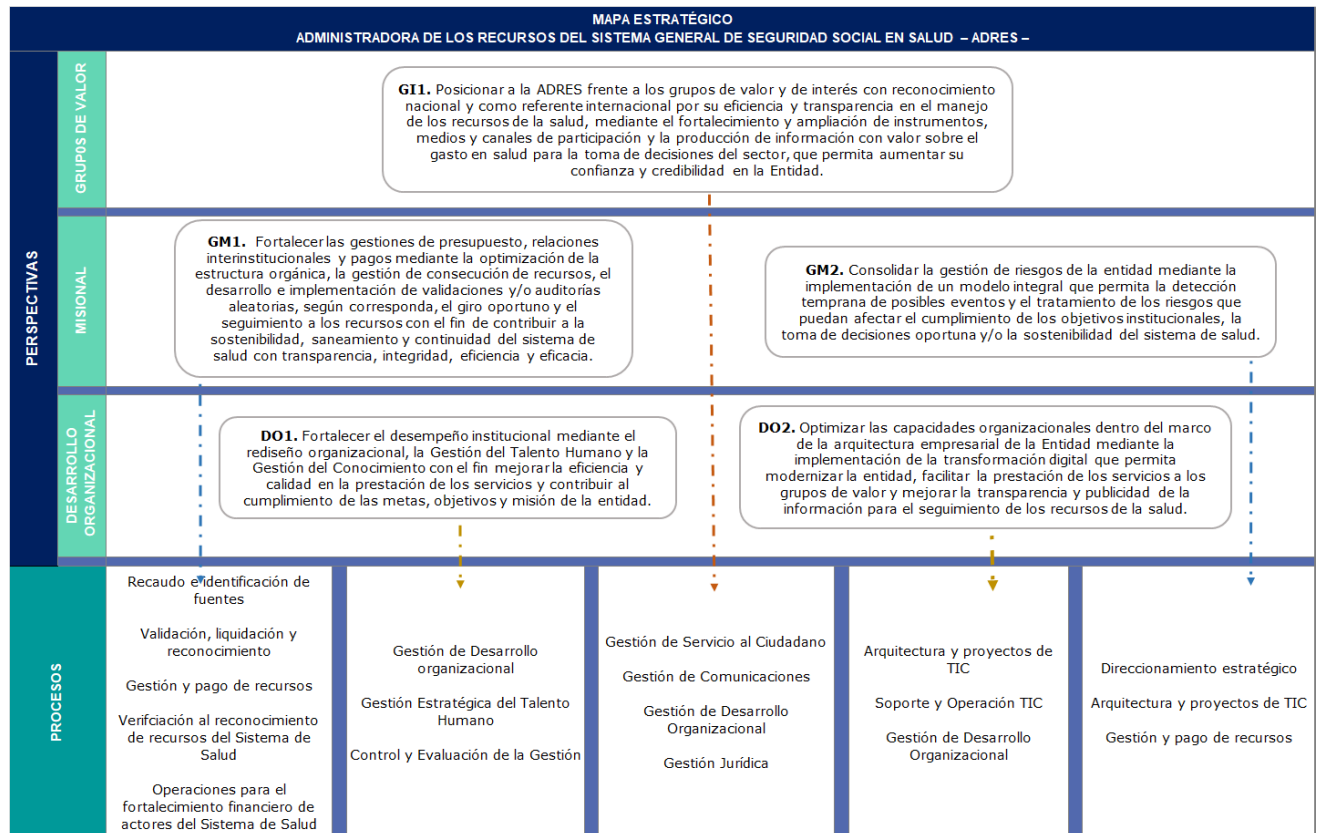 MAPA ESTRATÉGICO
ADMINISTRADORA DE LOS RECURSOS DEL SISTEMA GENERAL DE SEGURIDAD SOCIAL EN SALUD – ADRES –
PERSPECTIVAS
GRUPOS DE VALOR
GI1. Posicionar a la ADRES frente a los grupos de valor y de interés con reconocimiento
nacional y como referente internacional por su eficiencia y transparencia en el manejo
de los recursos de la salud, mediante el fortalecimiento y ampliación de instrumentos,
medios y canales de participación y la producción de información con valor sobre el
gasto en salud para la toma de decisiones del sector, que permita aumentar su
confianza y credibilidad en la Entidad.
MISIONAL
GM1. Fortalecer las gestiones de presupuesto, relaciones
interinstitucionales y pagos mediante la optimización de la
estructura orgánica, la gestión de consecución de recursos, el
desarrollo e implementación de validaciones y/o auditorías
aleatorias, según corresponda, el giro oportuno y el
seguimiento a los recursos con el fin de contribuir a la
sostenibilidad, saneamiento y continuidad del sistema de
salud con transparencia, integridad, eficiencia y eficacia.
GM2. Consolidar la gestión de riesgos de la entidad mediante la
implementación de un modelo integral que permita la detección
temprana de posibles eventos y el tratamiento de los riesgos que
puedan afectar el cumplimiento de los objetivos institucionales, la
toma de decisiones oportuna y/o la sostenibilidad del sistema de salud.
DESARROLLO
ORGANIZACIONAL
DO1. Fortalecer el desempeño institucional mediante el
rediseño organizacional, la Gestión del Talento Humano y la
Gestión del Conocimiento con el fin mejorar la eficiencia y
calidad en la prestación de los servicios y contribuir al
cumplimiento de las metas, objetivos y misión de la entidad.
DO2. Optimizar las capacidades organizacionales dentro del marco
de la arquitectura empresarial de la Entidad mediante la
implementación de la transformación digital que permita
modernizar la entidad, facilitar la prestación de los servicios a los
grupos de valor y mejorar la transparencia y publicidad de la
información para el seguimiento de los recursos de la salud.
PROCESOS
Recaudo e identificación de
fuentes
Validación, liquidación y
reconocimiento
Gestión y pago de recursos
Verifciación al reconocimiento
de recursos del Sistema de
Salud
Operaciones para el
fortalecimiento financiero de
actores del Sistema de Salud
Gestión de Desarrollo
organizacional
Gestión Estratégica del Talento
Humano
Control y Evaluación de la Gestión
Gestión de Servicio al Ciudadano
Gestión de Comunicaciones
Gestión de Desarrollo
Organizacional
Gestión Jurídica
Arquitectura y proyectos de
TIC
Soporte y Operación TIC
Gestión de Desarrollo
Organizacional
Direccionamiento estratégico
Arquitectura y proyectos de TIC
Gestión y pago de recursos